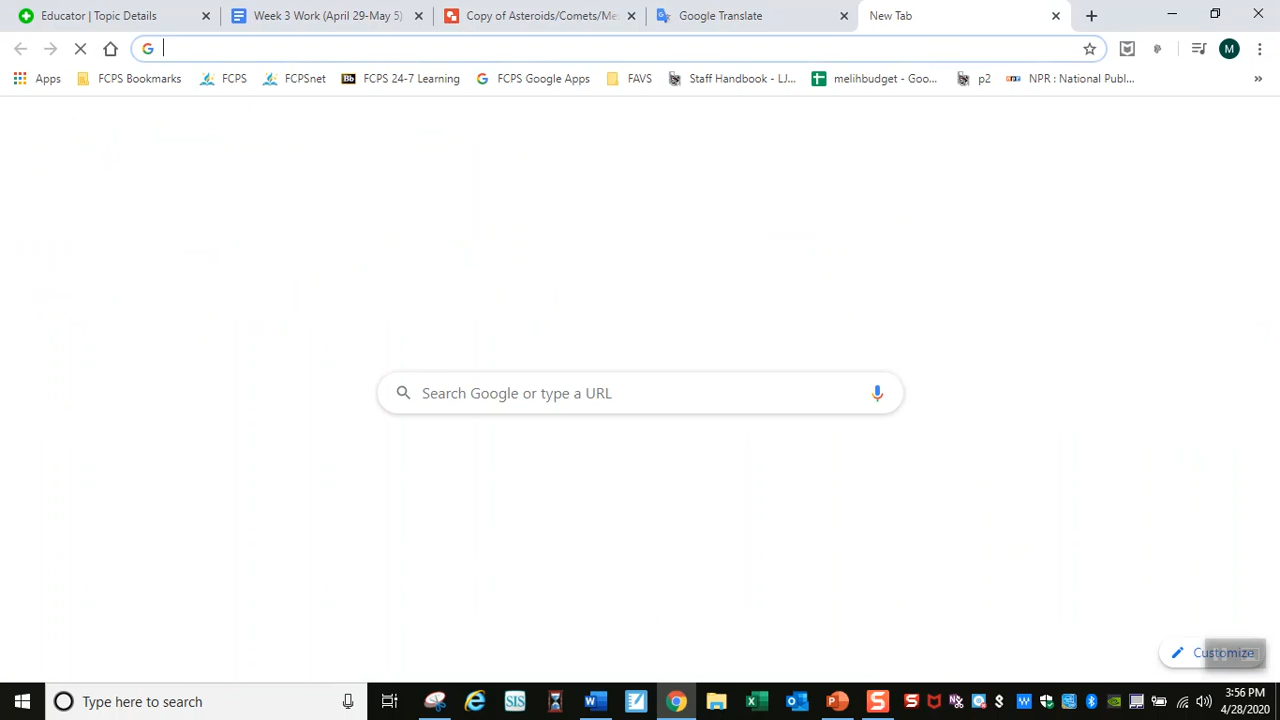 Educator | Topic Details
Week 3 Work (April 29-May 5)
Copy of Asteroids/Comets/Me
Google Translate
New Tab
G
M
Apps
FCPS Bookmarks
FCPS
FCPSnet
Bb FCPS 24-7 Learning
G FCPS Google Apps
FAVS
Staff Handbook - LJ...
melihbudget - Goo...
p2
NPR : National Publ...
»
Search Google or type a URL
Customize
Type here to search
SIS
3:56 PM
4/28/2020